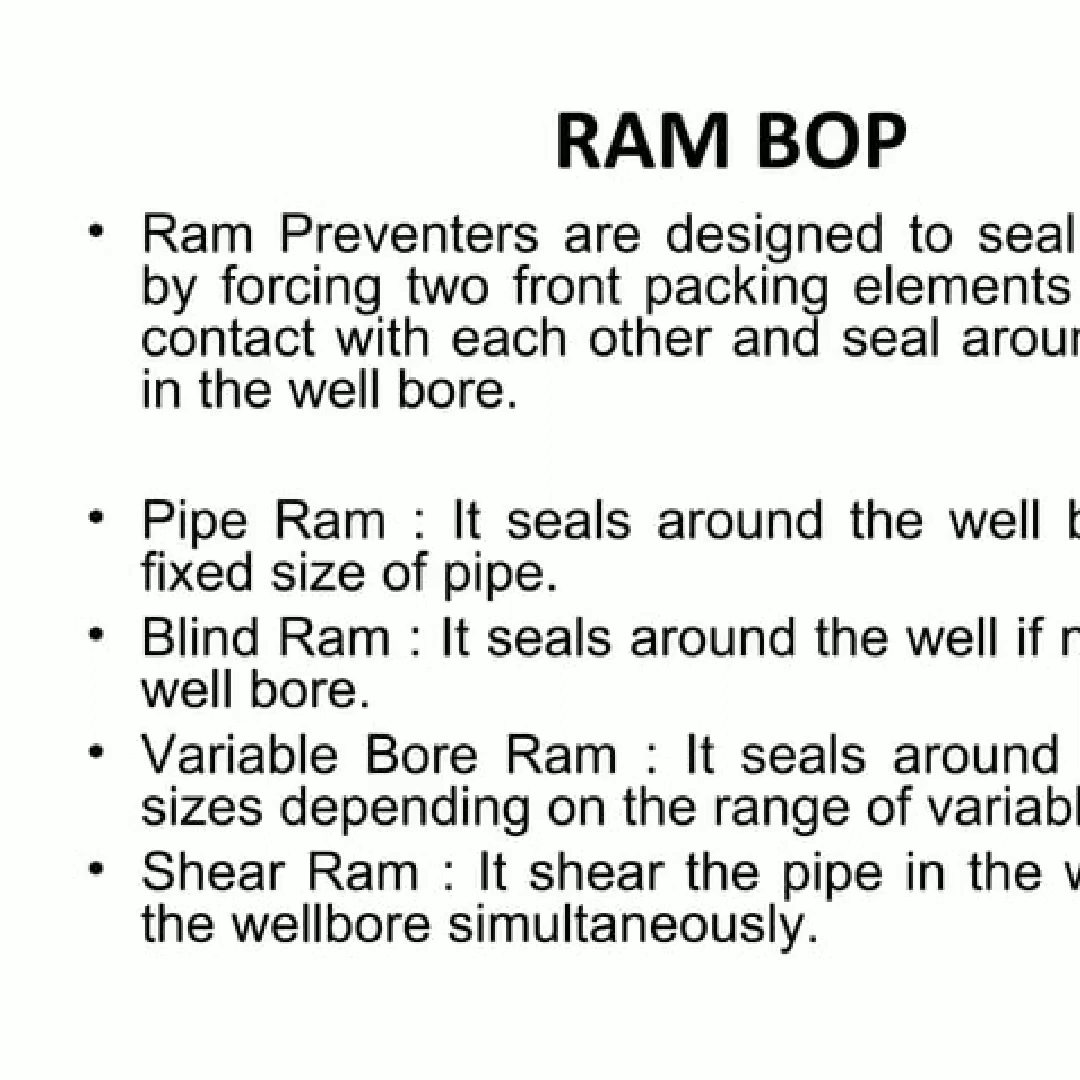 RAM BOP
• Ram Preventers are designed to seal
by forcing two front packing elements
contact with each other and seal
in the well bore.
• Pipe Ram : It seals around the well
fixed size of pipe.
• Blind Ram : It seals around the well if
well bore.
• Variable Bore Ram : It seals around
sizes depending on the range of
• Shear Ram : It shear the pipe in the
the wellbore simultaneously.